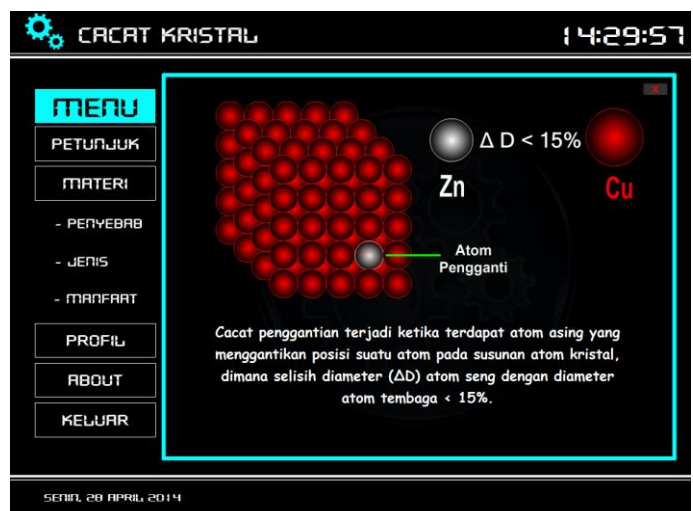 CACAT KRISTAL
14:29:57
MENU
PETUNJUK
MATERI
- PENYEBAB
- JENIS
- MANFAAT
PROFIL
ABOUT
KELUAR
X
Δ D < 15%
Zn
Cu
Atom
Pengganti
Cacat penggantian terjadi ketika terdapat atom asing yang
menggantikan posisi suatu atom pada susunan atom kristal,
dimana selisih diameter (ΔD) atom seng dengan diameter
atom tembaga < 15%.
SENIN, 28 APRIL 2014